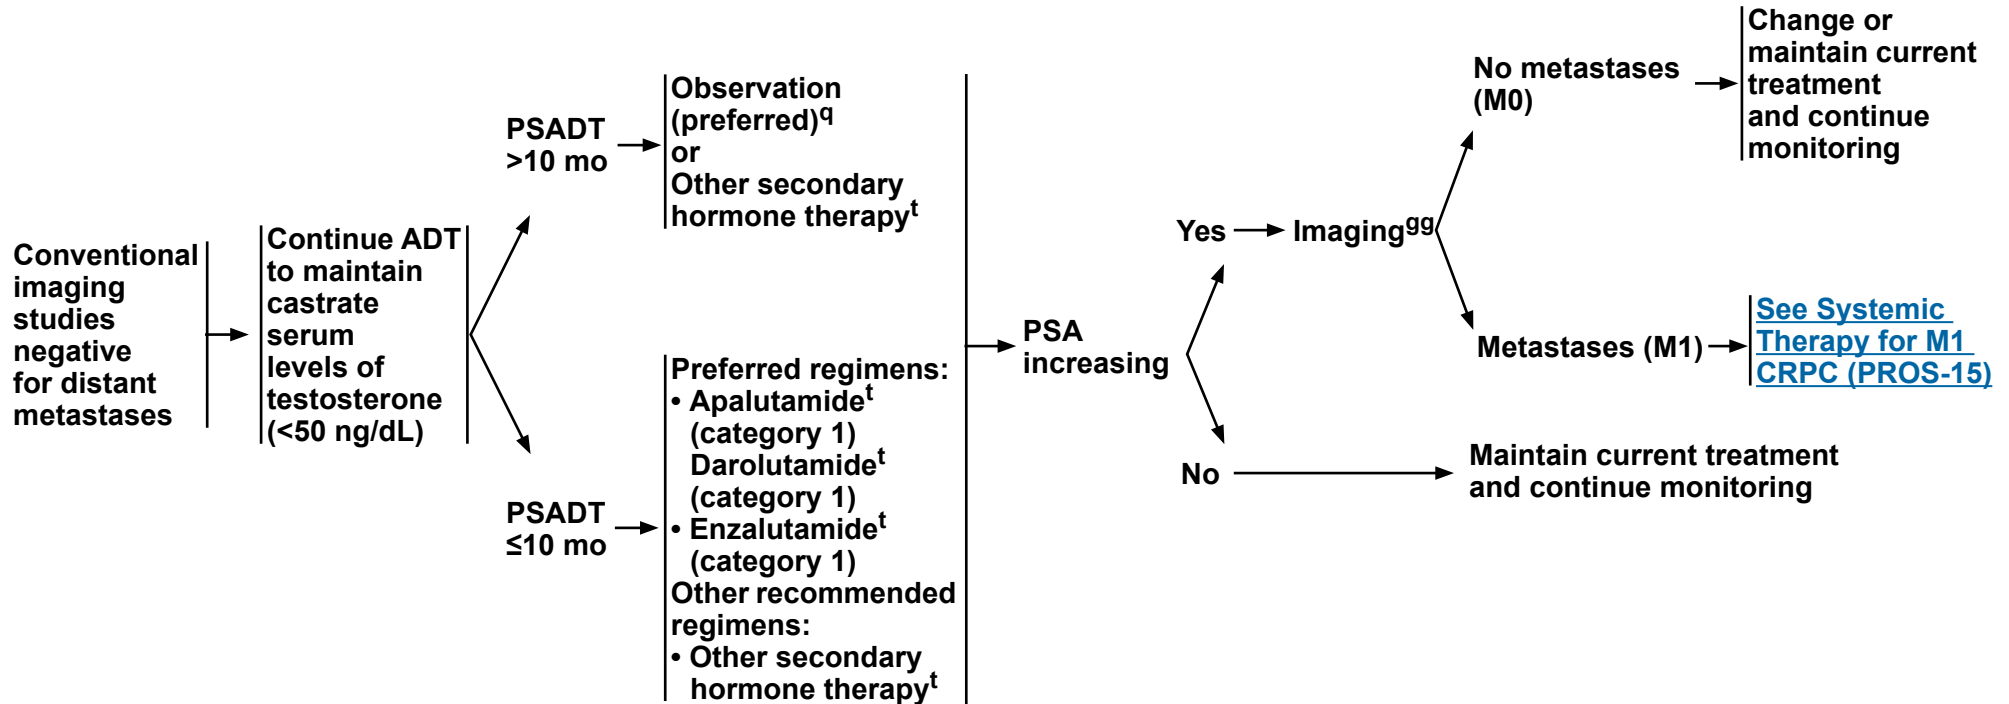 Conventional
imaging
studies
negative
for distant
metastases
Continue ADT
to maintain
castrate
serum
levels of
testosterone
(<50 ng/dL)
PSADT
>10 mo
Observation
(preferred)q
or
Other secondary
hormone therapyt
PSADT
≤10 mo
Preferred regimens:
• Apalutamidet
(category 1)
Darolutamidet
(category 1)
• Enzalutamidet
(category 1)
Other recommended
regimens:
• Other secondary
hormone therapyt
PSA
increasing
Yes
Imaginggg
No metastases
(M0)
Change or
maintain current
treatment
and continue
monitoring
Metastases (M1)
See Systemic
Therapy for M1
CRPC (PROS-15)
No
Maintain current treatment
and continue monitoring